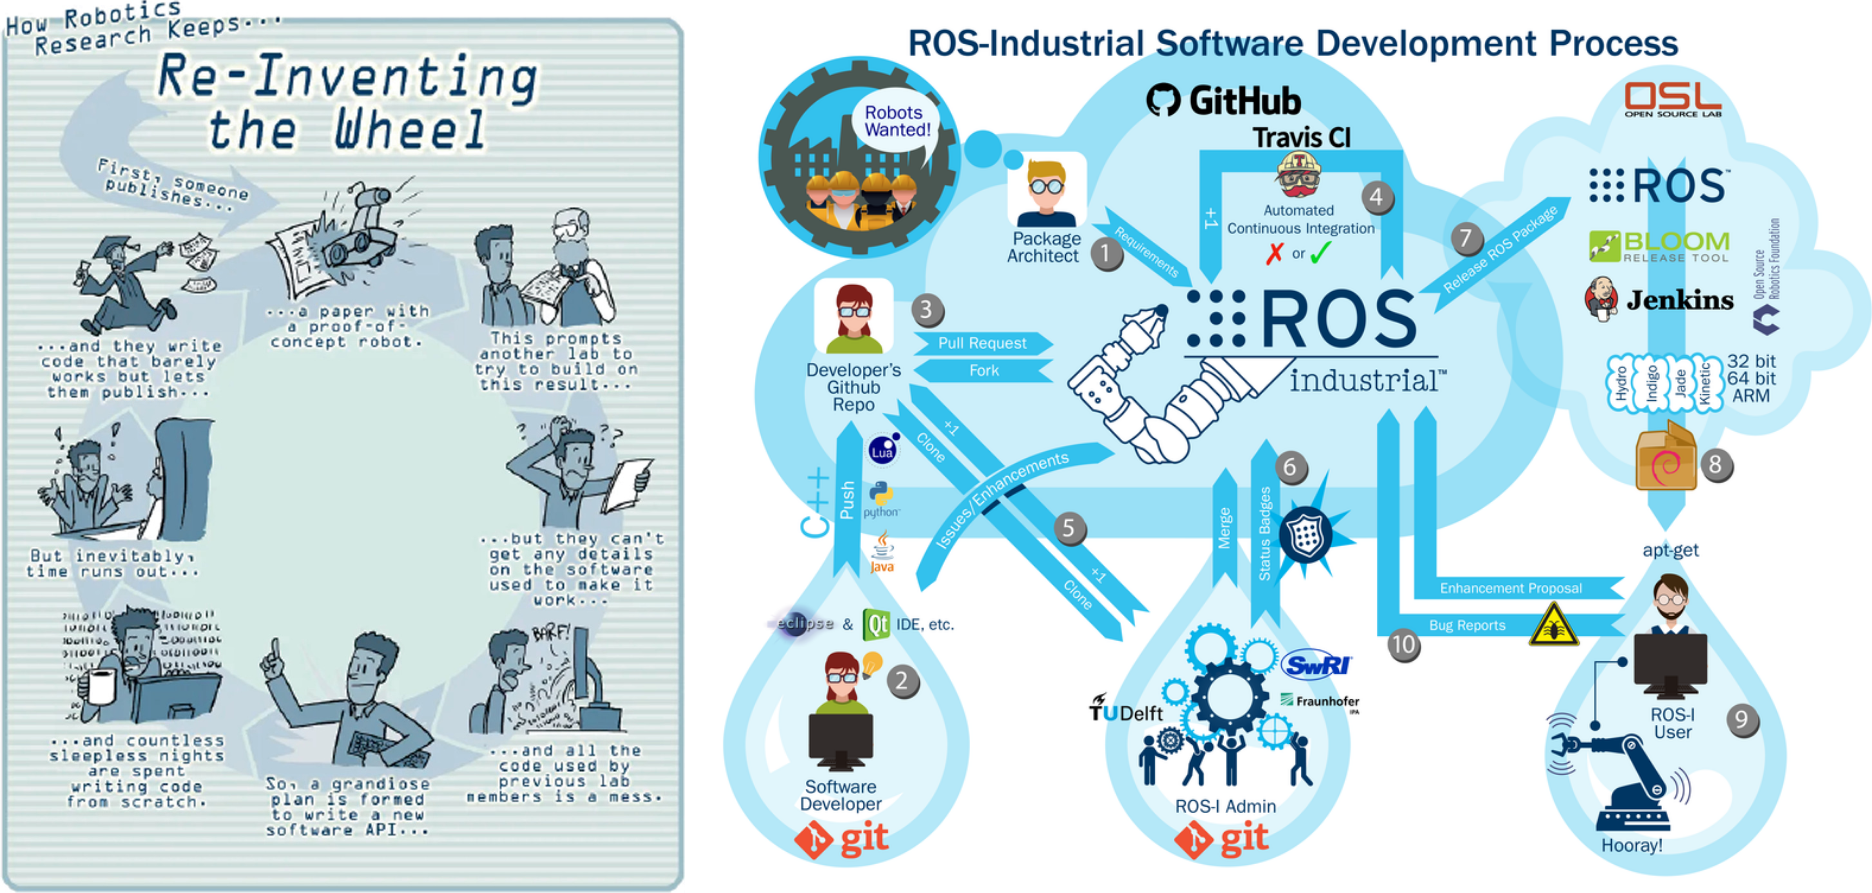 How Robotics
Research Keeps...
Re-Inventing
the Wheel
First, someone
publishes...
...a paper with
a proof-of-
concept robot.
This prompts
another lab to
try to build on
this result...
...but they can't
get any details
on the software
used to make it
work...
BARF!
...and all the
code used by
previous lab
members is a mess.
So, a grandiose
plan is formed
to write a new
software API...
...and countless
sleepless nights
are spent
writing code
from scratch.
But inevitably,
time runs out...
...and they write
code that barely
works but lets
them publish...
ROS-Industrial Software Development Process
Robots
Wanted!
Package
Architect
1
Requirements
GitHub
Travis CI
Automated
Continuous Integration
✗ or ✓
+1
4
ROS
industrial™
7
Release ROS Package
OSL
OPEN SOURCE LAB
ROS™
BLOOM
RELEASE TOOL
Jenkins
Open Source
Robotics Foundation
Hydro
Indigo
Jade
Kinetic
32 bit
64 bit
ARM
8
apt-get
3
Pull Request
Fork
Developer's
Github
Repo
+1
Clone
Issues/Enhancements
5
+1
Clone
C++
Push
Lua
python™
Java
eclipse & Qt IDE, etc.
2
Software
Developer
git
Merge
Status Badges
6
SwRI
TUDelft
Fraunhofer
IPA
ROS-I Admin
git
Enhancement Proposal
Bug Reports
10
ROS-I
User
9
Hooray!